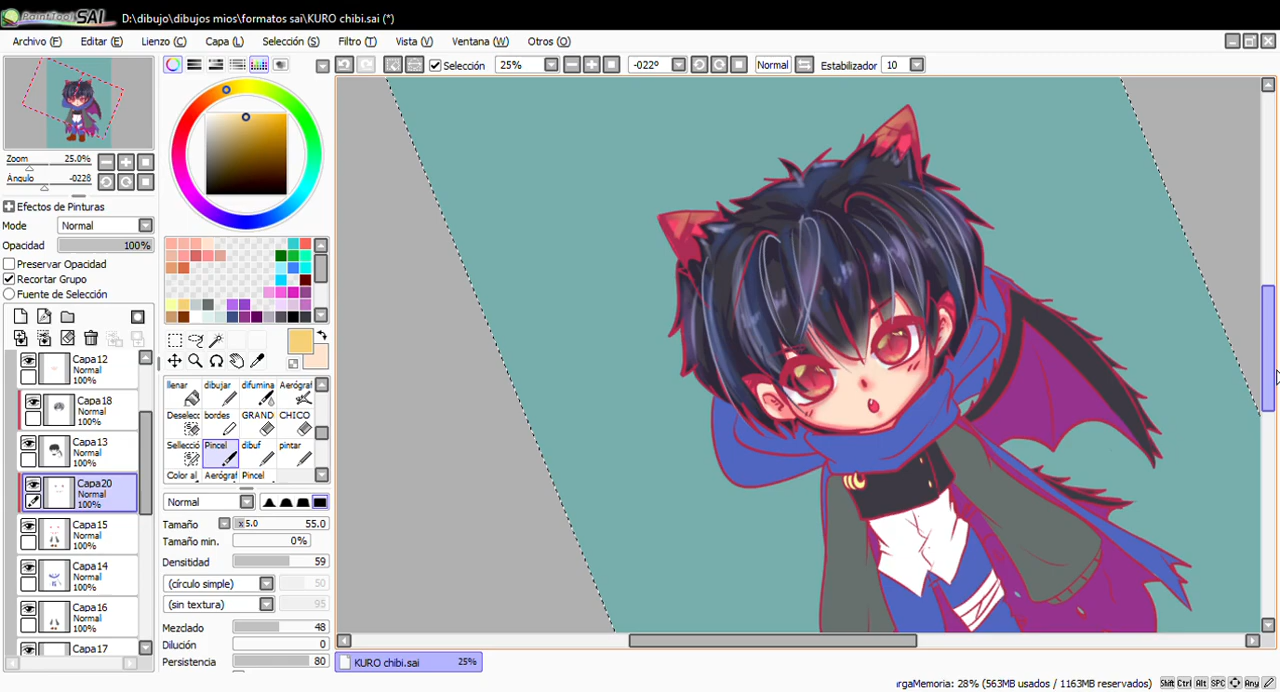 PaintTool SAI D:\dibujo\dibujos mios\formatos sai\KURO chibi.sai (*)
Archivo (F) Editar (E) Lienzo (C) Capa (L) Selección (S) Filtro (T) Vista (V) Ventana (W) Otros (O)
Selección 25% -022º Normal Estabilizador 10
Zoom 25.0%
Ángulo -0228
Efectos de Pinturas
Modo Normal
Opacidad 100%
Preservar Opacidad
Recortar Grupo
Fuente de Selección
Capa12
Normal
100%
Capa18
Normal
100%
Capa13
Normal
100%
Capa20
Normal
100%
Capa15
Normal
100%
Capa14
Normal
100%
Capa16
Normal
100%
Capa17
llenar dibujar difumina Aeróg
Deselec bordes GRAND CHICO
Sellecció Pincel dibuf pintar
Color al Aerógraf Pincel
Normal
Tamaño x 5.0 55.0
Tamaño min. 0%
Densidad 59
(círculo simple) 50
(sin textura) 95
Mezclado 48
Dilución 0
Persistencia 80
KURO chibi.sai 25%
rgaMemoria: 28% (563MB usados / 1163MB reservados) Shift Ctrl Alt SPC Any